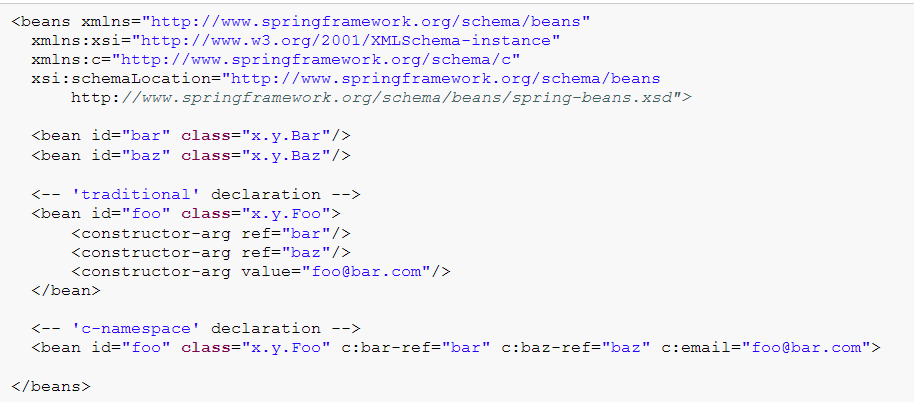 <beans xmlns="http://www.springframework.org/schema/beans"
xmlns:xsi="http://www.w3.org/2001/XMLSchema-instance"
xmlns:c="http://www.springframework.org/schema/c"
xsi:schemaLocation="http://www.springframework.org/schema/beans
http://www.springframework.org/schema/beans/spring-beans.xsd">
<bean id="bar" class="x.y.Bar"/>
<bean id="baz" class="x.y.Baz"/>
<-- 'traditional' declaration -->
<bean id="foo" class="x.y.Foo">
<constructor-arg ref="bar"/>
<constructor-arg ref="baz"/>
<constructor-arg value="foo@bar.com"/>
</bean>
<-- 'c-namespace' declaration -->
<bean id="foo" class="x.y.Foo" c:bar-ref="bar" c:baz-ref="baz" c:email="foo@bar.com">
</beans>